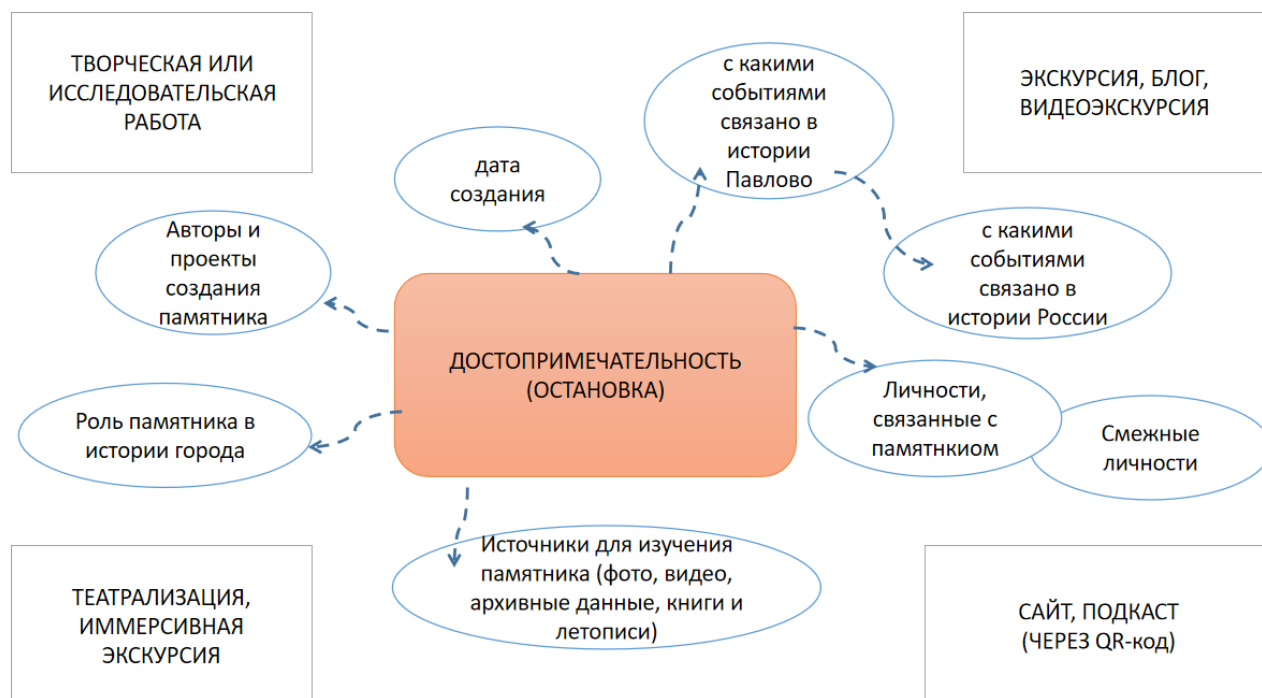 ТВОРЧЕСКАЯ ИЛИ
ИССЛЕДОВАТЕЛЬСКАЯ
РАБОТА
с какими
событиями
связано в
истории
Павлово
ЭКСКУРСИЯ, БЛОГ,
ВИДЕОЭКСКУРСИЯ
дата
создания
Авторы и
проекты
создания
памятника
с какими
событиями
связано в
истории России
ДОСТОПРИМЕЧАТЕЛЬНОСТЬ
(ОСТАНОВКА)
Личности,
связанные с
памятнкиом
Смежные
личности
Роль памятника в
истории города
Источники для изучения
памятника (фото, видео,
архивные данные, книги и
летописи)
ТЕАТРАЛИЗАЦИЯ,
ИММЕРСИВНАЯ
ЭКСКУРСИЯ
САЙТ, ПОДКАСТ
(ЧЕРЕЗ QR-код)